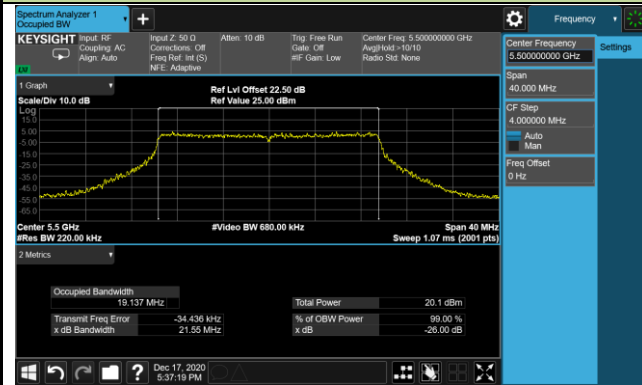 Spectrum Analyzer 1
Occupied BW
Frequency
KEYSIGHT
Input: RF
Coupling: AC
Align: Auto
Input Z: 50 Ω
Corrections: Off
Freq Ref: Int (S)
NFE: Adaptive
Atten: 10 dB
Trig: Free Run
Gate: Off
#IF Gain: Low
Center Freq: 5.500000000 GHz
Avg|Hold:>10/10
Radio Std: None
Center Frequency
5.500000000 GHz
Settings
Span
40.000 MHz
CF Step
4.000000 MHz
Auto
Man
Freq Offset
0 Hz
1 Graph
Scale/Div 10.0 dB
Ref Lvl Offset 22.50 dB
Ref Value 25.00 dBm
Log
15.0
5.00
-5.00
-15.0
-25.0
-35.0
-45.0
-55.0
-65.0
Center 5.5 GHz
#Res BW 220.00 kHz
#Video BW 680.00 kHz
Span 40 MHz
Sweep 1.07 ms (2001 pts)
2 Metrics
Occupied Bandwidth
19.137 MHz
Total Power 20.1 dBm
Transmit Freq Error -34.436 kHz
% of OBW Power 99.00 %
x dB Bandwidth 21.55 MHz
x dB -26.00 dB
Dec 17, 2020
5:37:19 PM